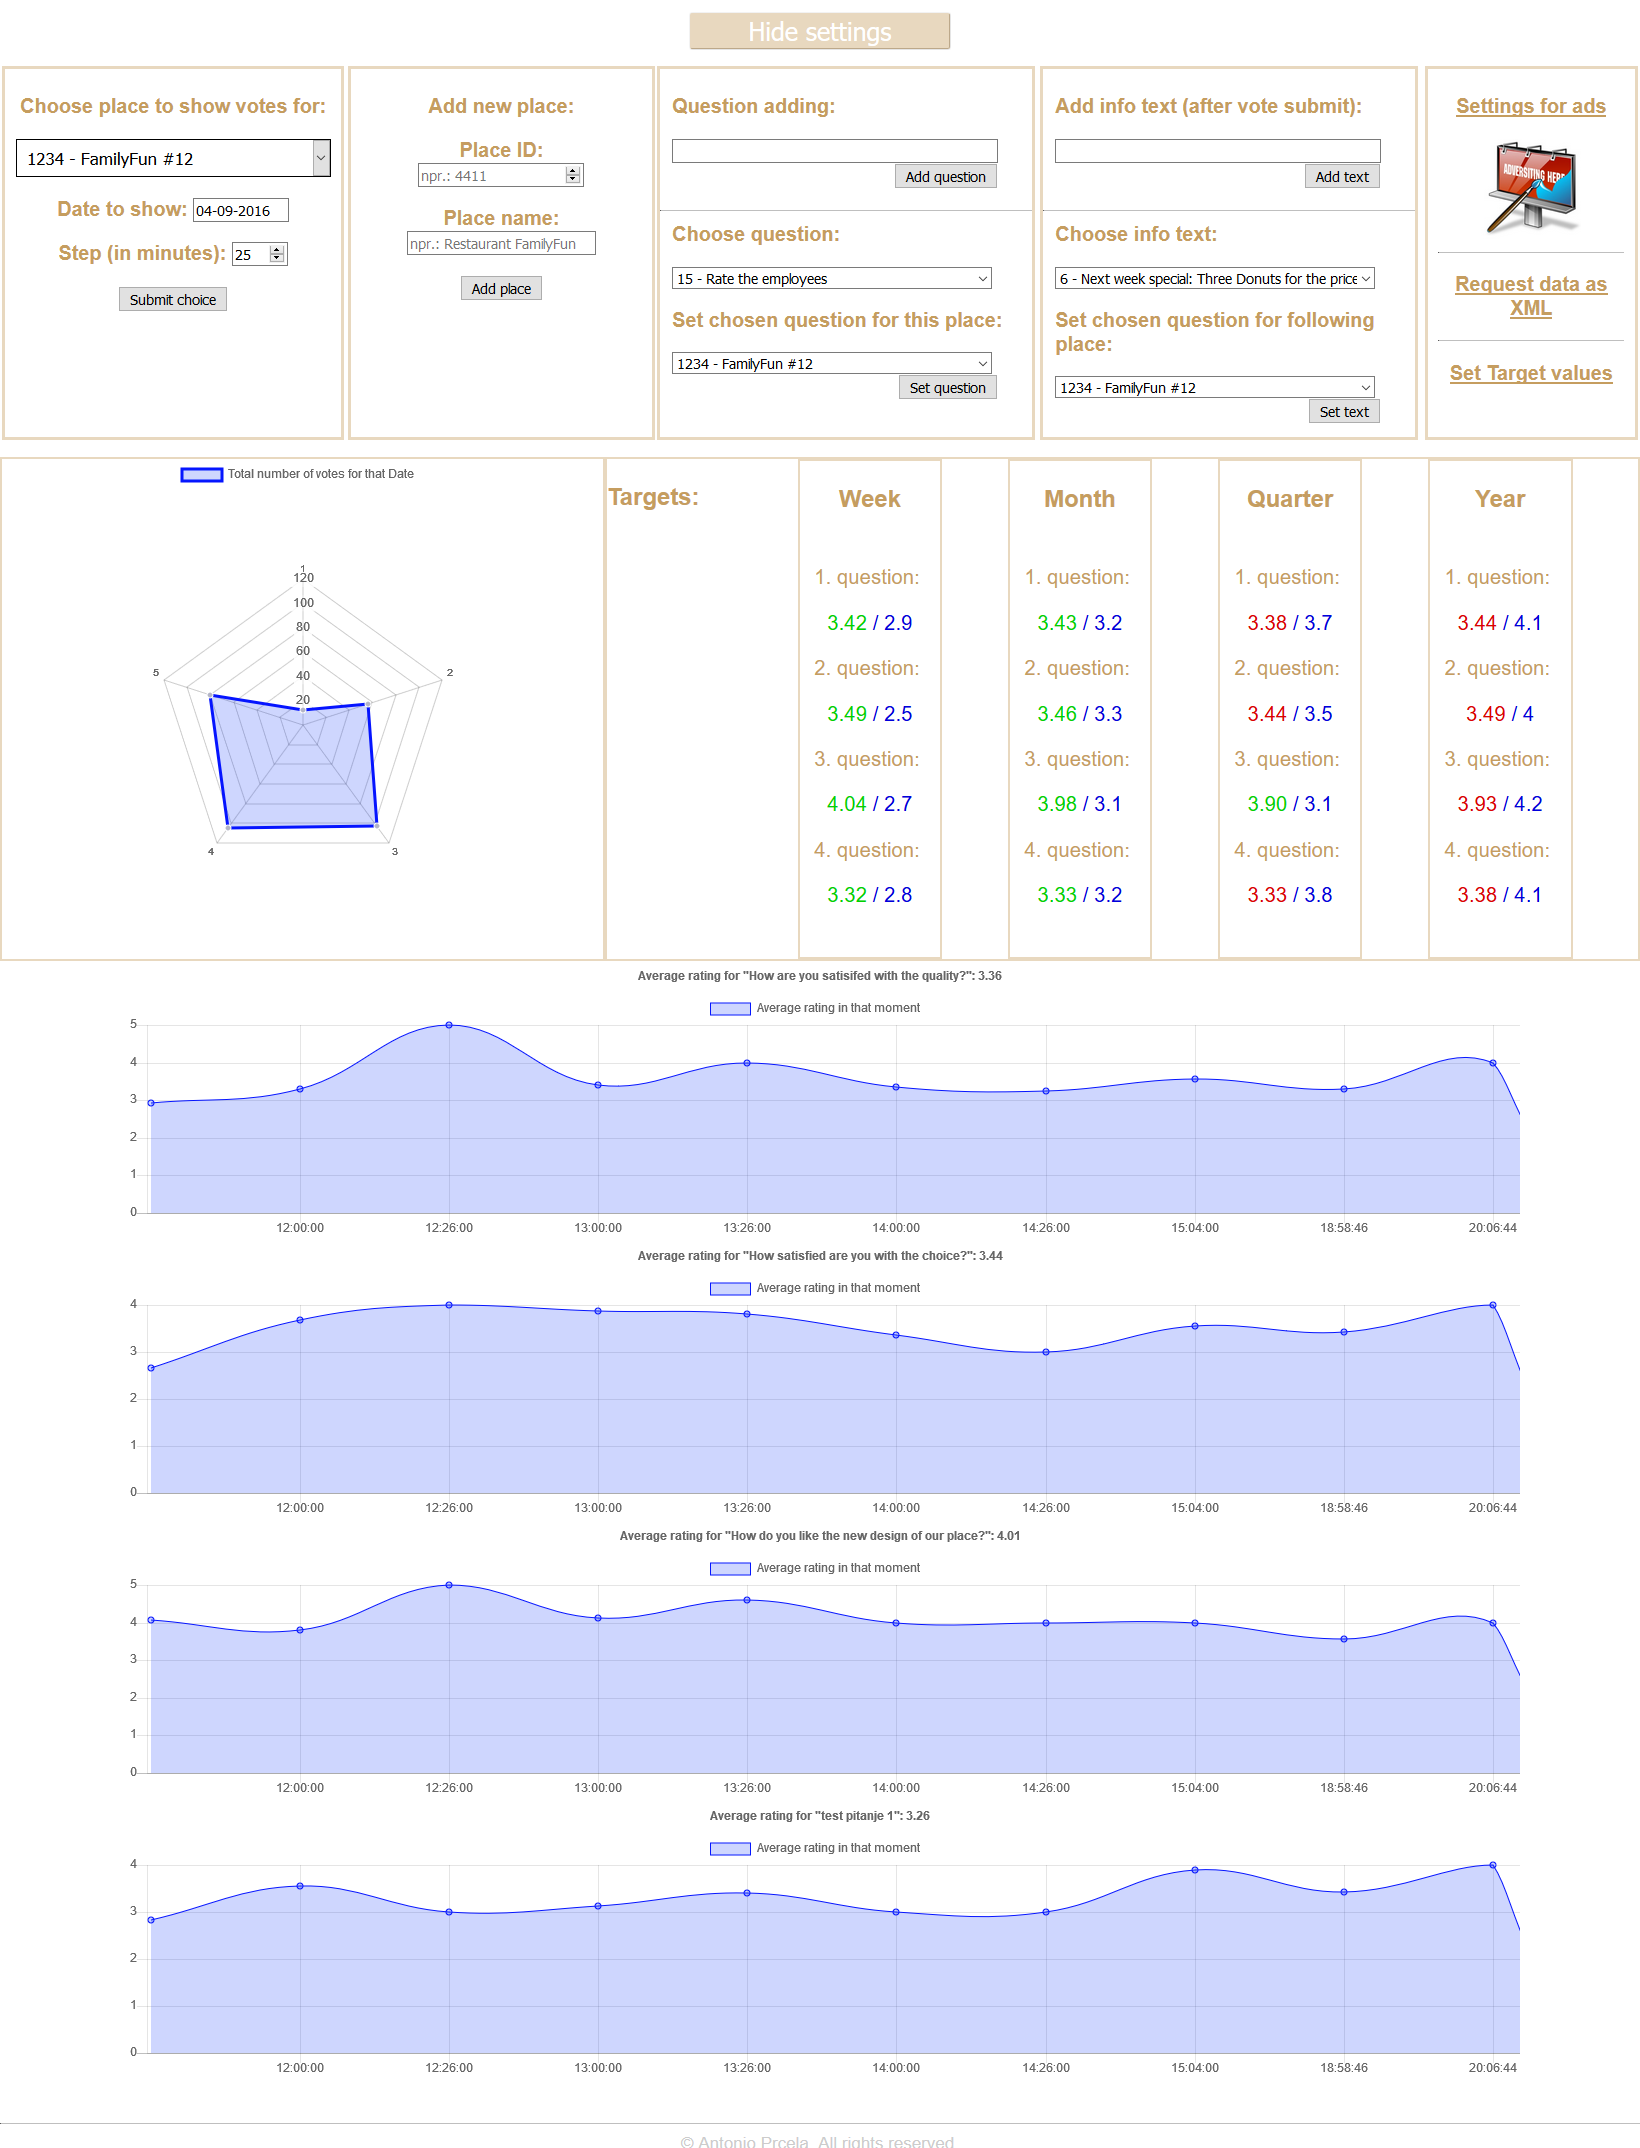 Hide settings
Choose place to show votes for:
1234 - FamilyFun #12
Date to show: 04-09-2016
Step (in minutes): 25
Submit choice
Add new place:
Place ID:
npr.: 4411
Place name:
npr.: Restaurant FamilyFun
Add place
Question adding:
Add question
Choose question:
15 - Rate the employees
Set chosen question for this place:
1234 - FamilyFun #12
Set question
Add info text (after vote submit):
Add text
Choose info text:
6 - Next week special: Three Donuts for the price
Set chosen question for following
place:
1234 - FamilyFun #12
Set text
Settings for ads
ADVERSITING HERE
Request data as
XML
Set Target values
Total number of votes for that Date
1
120
100
80
60
40
20
5
2
4
3
Targets:
Week
1. question:
3.42 / 2.9
2. question:
3.49 / 2.5
3. question:
4.04 / 2.7
4. question:
3.32 / 2.8
Month
1. question:
3.43 / 3.2
2. question:
3.46 / 3.3
3. question:
3.98 / 3.1
4. question:
3.33 / 3.2
Quarter
1. question:
3.38 / 3.7
2. question:
3.44 / 3.5
3. question:
3.90 / 3.1
4. question:
3.33 / 3.8
Year
1. question:
3.44 / 4.1
2. question:
3.49 / 4
3. question:
3.93 / 4.2
4. question:
3.38 / 4.1
Average rating for "How are you satisifed with the quality?": 3.36
Average rating in that moment
5
4
3
2
1
0
12:00:00 12:26:00 13:00:00 13:26:00 14:00:00 14:26:00 15:04:00 18:58:46 20:06:44
Average rating for "How satisfied are you with the choice?": 3.44
Average rating in that moment
4
3
2
1
0
12:00:00 12:26:00 13:00:00 13:26:00 14:00:00 14:26:00 15:04:00 18:58:46 20:06:44
Average rating for "How do you like the new design of our place?": 4.01
Average rating in that moment
5
4
3
2
1
0
12:00:00 12:26:00 13:00:00 13:26:00 14:00:00 14:26:00 15:04:00 18:58:46 20:06:44
Average rating for "test pitanje 1": 3.26
Average rating in that moment
4
3
2
1
0
12:00:00 12:26:00 13:00:00 13:26:00 14:00:00 14:26:00 15:04:00 18:58:46 20:06:44
© Antonio Prcela. All rights reserved